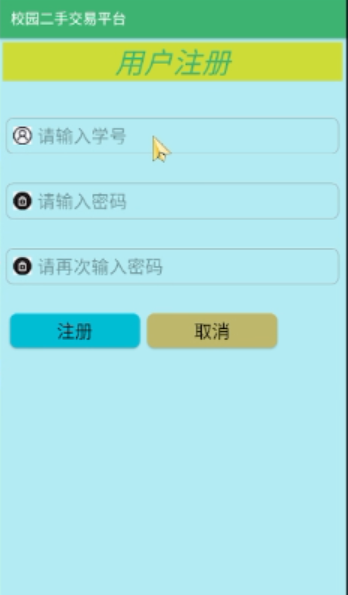 校园二手交易平台
用户注册
请输入学号
请输入密码
请再次输入密码
注册 取消